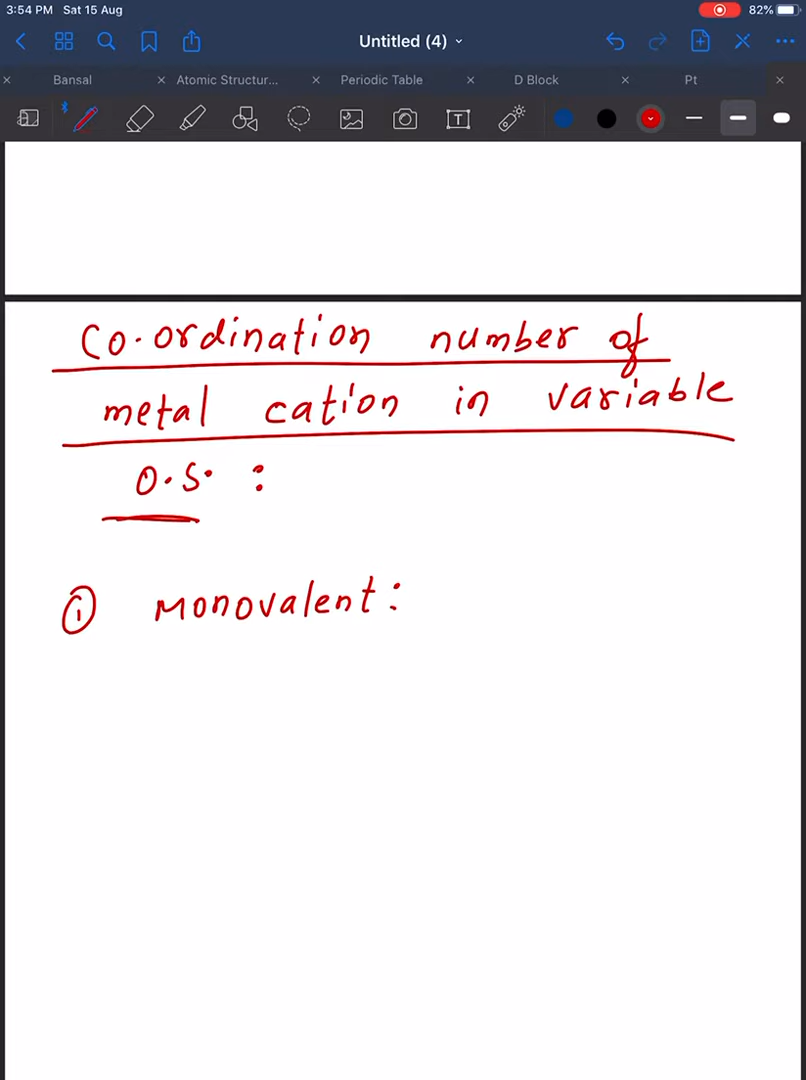 3:54 PM Sat 15 Aug 82%
Untitled (4)
Bansal Atomic Structur... Periodic Table D Block Pt
T
Co-ordination number of
metal cation in variable
O.S. :
① Monovalent: